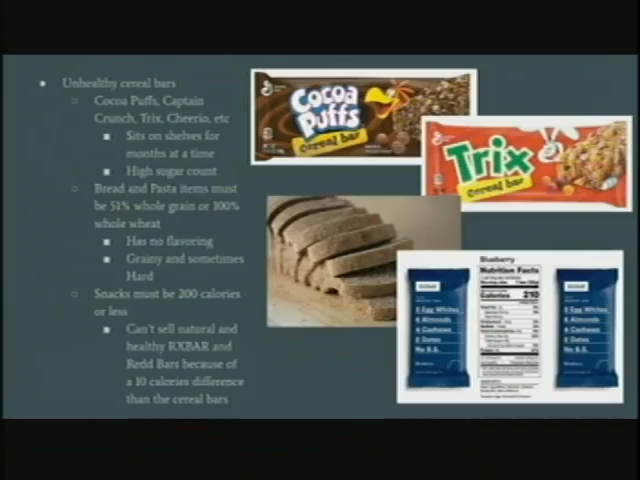 Unhealthy cereal bars
Cocoa Puffs, Captain
Crunch, Trix, Cheerio, etc
Sits on shelves for
months at a time
High sugar count
Bread and Pasta items must
be 51% whole grain or 100%
whole wheat
Has no flavoring
Grainy and sometimes
Hard
Snacks must be 200 calories
or less
Can't sell natural and
healthy RXBAR and
Redd Bars because of
a 10 calories difference
than the cereal bars
Cocoa
Puffs
cereal bar
Trix
cereal bar
Blueberry
Nutrition Facts
Calories 210
RXBAR
3 Egg Whites
6 Almonds
4 Cashews
2 Dates
No B.S.
RXBAR
3 Egg Whites
6 Almonds
4 Cashews
2 Dates
No B.S.